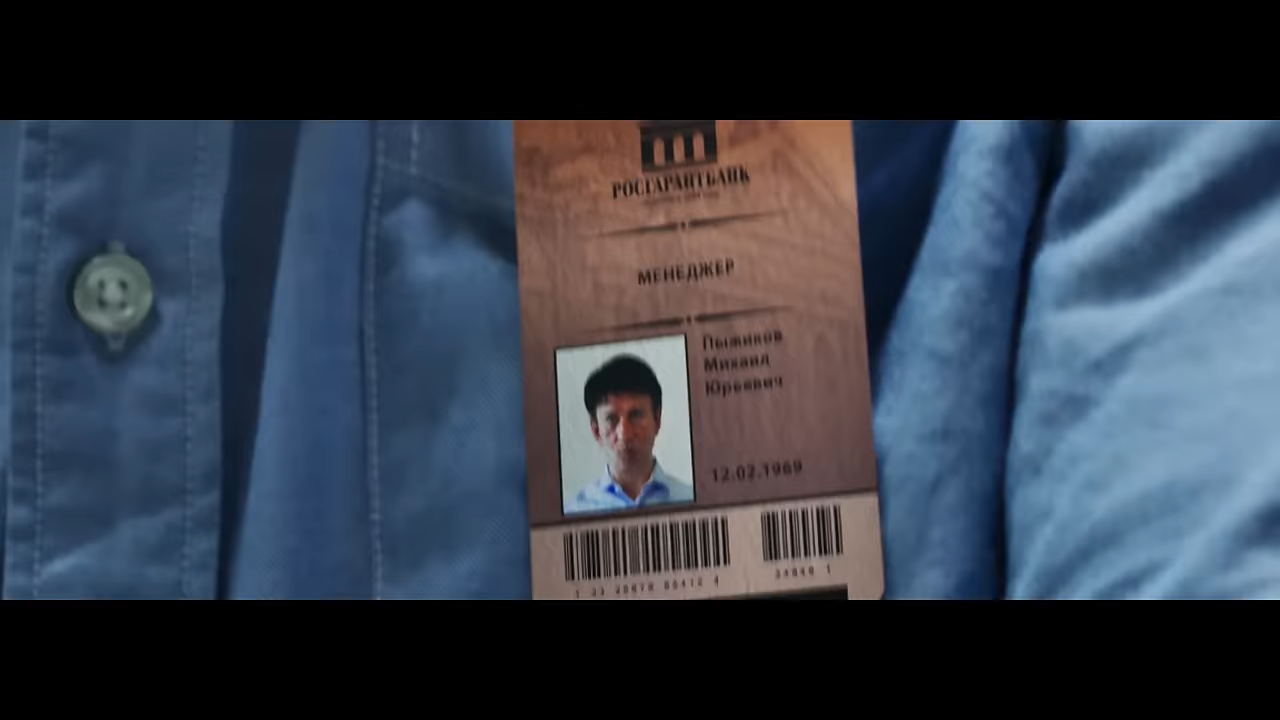 РОСГАРАНТБАНК
МЕНЕДЖЕР
Пыжиков
Михаил
Юрьевич
12.02.1969